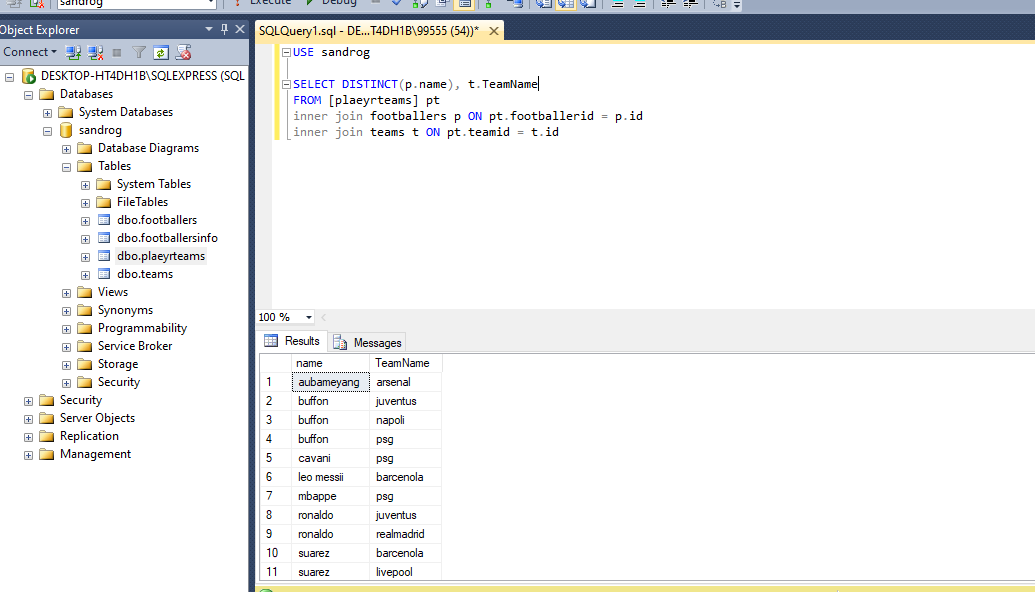 sandrog
Execute
Debug
Object Explorer
SQLQuery1.sql - DE...T4DH1B\99555 (54))*
Connect
DESKTOP-HT4DH1B\SQLEXPRESS (SQL
Databases
System Databases
sandrog
Database Diagrams
Tables
System Tables
FileTables
dbo.footballers
dbo.footballersinfo
dbo.plaeyrteams
dbo.teams
Views
Synonyms
Programmability
Service Broker
Storage
Security
Security
Server Objects
Replication
Management
USE sandrog
SELECT DISTINCT(p.name), t.TeamName
FROM [plaeyrteams] pt
inner join footballers p ON pt.footballerid = p.id
inner join teams t ON pt.teamid = t.id
100 %
Results Messages
name TeamName
1 aubameyang arsenal
2 buffon juventus
3 buffon napoli
4 buffon psg
5 cavani psg
6 leo messii barcenola
7 mbappe psg
8 ronaldo juventus
9 ronaldo realmadrid
10 suarez barcenola
11 suarez livepool